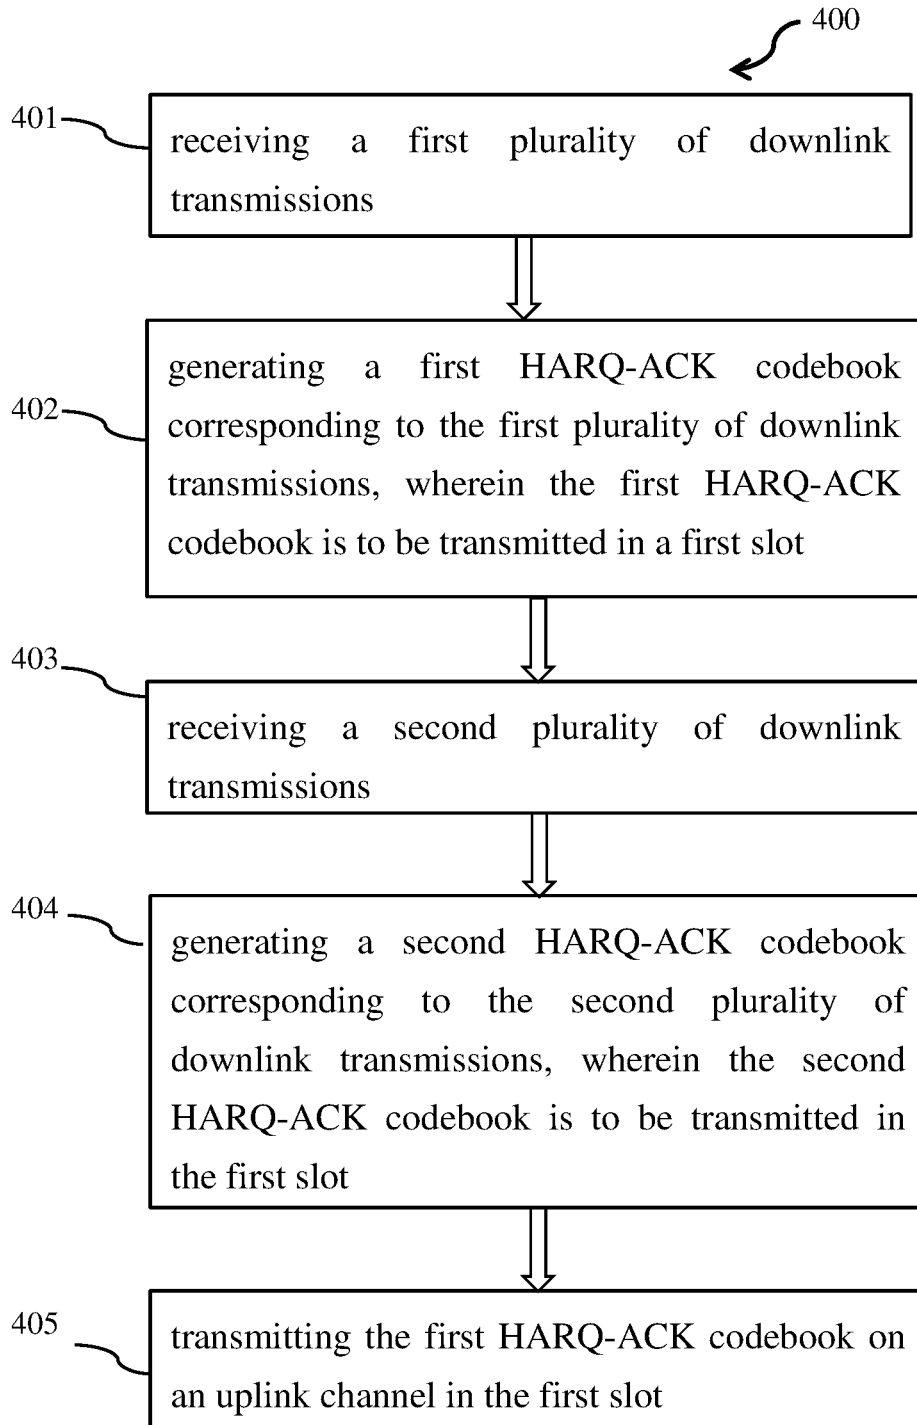 400
401
receiving a first plurality of downlink
transmissions
402
generating a first HARQ-ACK codebook
corresponding to the first plurality of downlink
transmissions, wherein the first HARQ-ACK
codebook is to be transmitted in a first slot
403
receiving a second plurality of downlink
transmissions
404
generating a second HARQ-ACK codebook
corresponding to the second plurality of
downlink transmissions, wherein the second
HARQ-ACK codebook is to be transmitted in
the first slot
405
transmitting the first HARQ-ACK codebook on
an uplink channel in the first slot